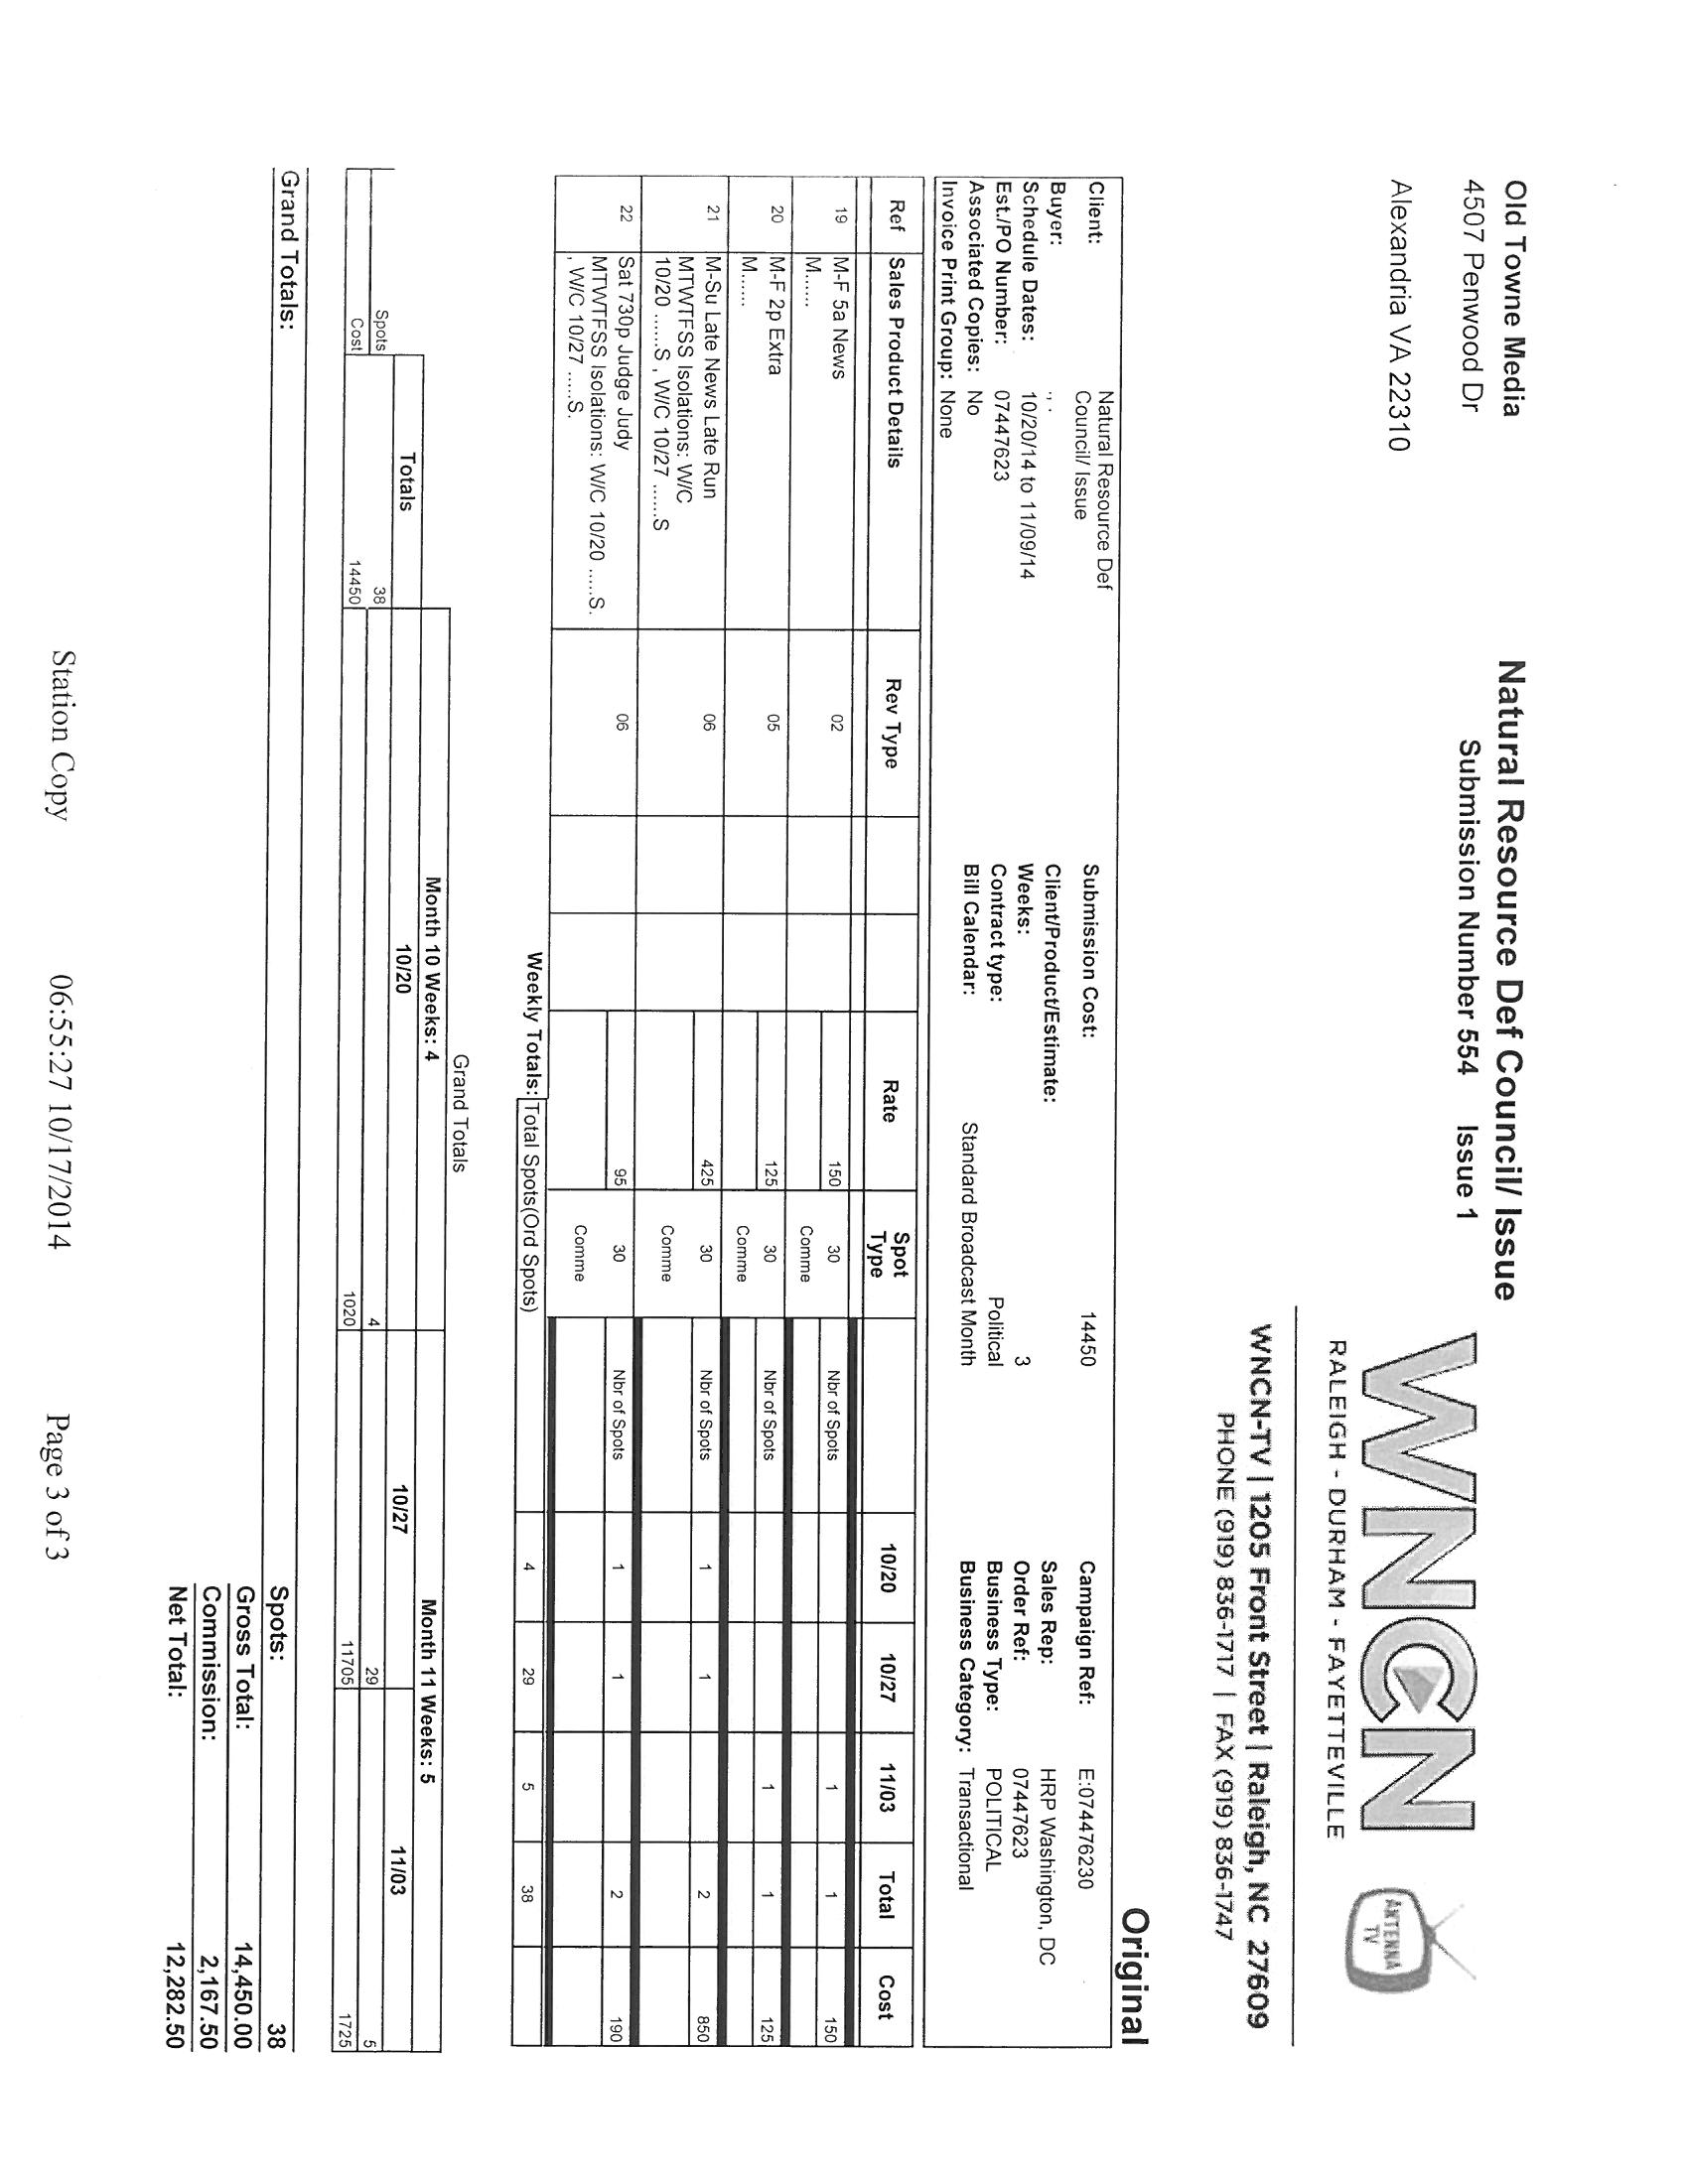 Old Towne Media
4507 Penwood Dr
Alexandria VA 22310
Natural Resource Def Council/ Issue
Submission Number 554 Issue 1
WNCN
RALEIGH - DURHAM - FAYETTEVILLE
ANTENNA
TV
WNCN-TV | 1205 Front Street | Raleigh, NC 27609
PHONE (919) 836-1717 | FAX (919) 836-1747
Original
Client: Natural Resource Def Submission Cost: 14450 Campaign Ref: E:074476230
Council/ Issue
Buyer: ., . Client/Product/Estimate: Sales Rep: HRP Washington, DC
Schedule Dates: 10/20/14 to 11/09/14 Weeks: 3 Order Ref: 07447623
Est./PO Number: 07447623 Contract type: Political Business Type: POLITICAL
Associated Copies: No Bill Calendar: Standard Broadcast Month Business Category: Transactional
Invoice Print Group: None
Ref Sales Product Details Rev Type Rate Spot Type 10/20 10/27 11/03 Total Cost
19 M-F 5a News 02 150 30 Nbr of Spots 1 1 150
M...... Comme
20 M-F 2p Extra 05 125 30 Nbr of Spots 1 1 125
M...... Comme
21 M-Su Late News Late Run 06 425 30 Nbr of Spots 1 1 2 850
MTWTFSS Isolations: W/C Comme
10/20 ......S , W/C 10/27 ......S
22 Sat 730p Judge Judy 06 95 30 Nbr of Spots 1 1 2 190
MTWTFSS Isolations: W/C 10/20 .....S. Comme
, W/C 10/27 .....S.
Weekly Totals: Total Spots(Ord Spots) 4 29 5 38
Grand Totals
Month 10 Weeks: 4 Month 11 Weeks: 5
Totals 10/20 10/27 11/03
Spots 38 4 29 5
Cost 14450 1020 11705 1725
Grand Totals: Spots: 38
Gross Total: 14,450.00
Commission: 2,167.50
Net Total: 12,282.50
Station Copy 06:55:27 10/17/2014 Page 3 of 3